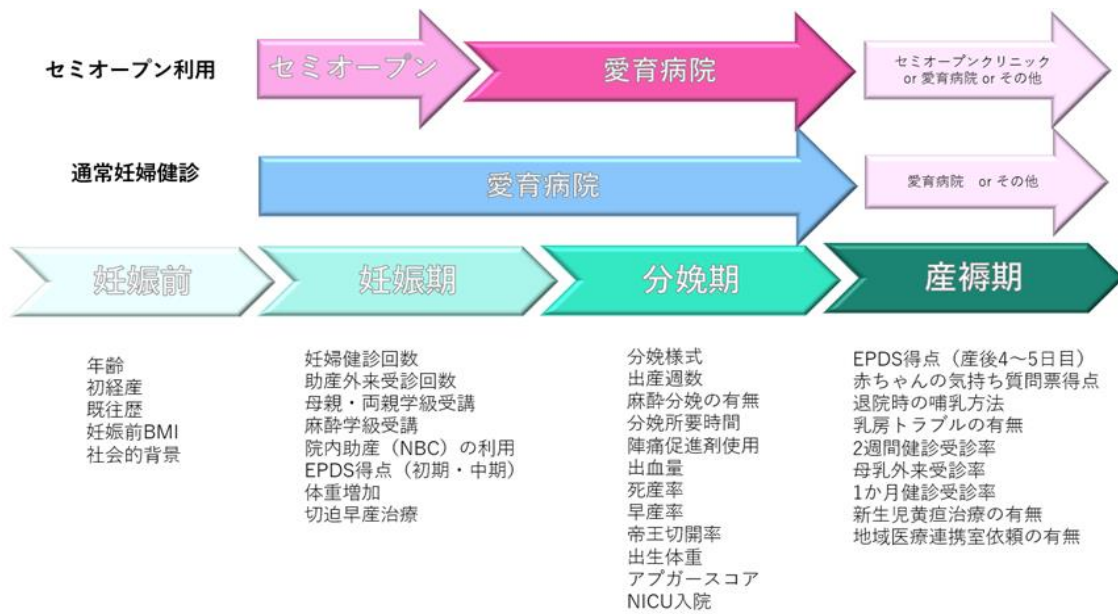 セミオープン利用
セミオープン
愛育病院
セミオープンクリニック
or 愛育病院 or その他
通常妊婦健診
愛育病院
愛育病院 or その他
妊娠前
妊娠期
分娩期
産褥期
年齢
初経産
既往歴
妊娠前BMI
社会的背景
妊婦健診回数
助産外来受診回数
母親・両親学級受講
麻酔学級受講
院内助産（NBC）の利用
EPDS得点（初期・中期）
体重増加
切迫早産治療
分娩様式
出産週数
麻酔分娩の有無
分娩所要時間
陣痛促進剤使用
出血量
死産率
早産率
帝王切開率
出生体重
アプガースコア
NICU入院
EPDS得点（産後4～5日目）
赤ちゃんの気持ち質問票得点
退院時の哺乳方法
乳房トラブルの有無
2週間健診受診率
母乳外来受診率
1か月健診受診率
新生児黄疸治療の有無
地域医療連携室依頼の有無